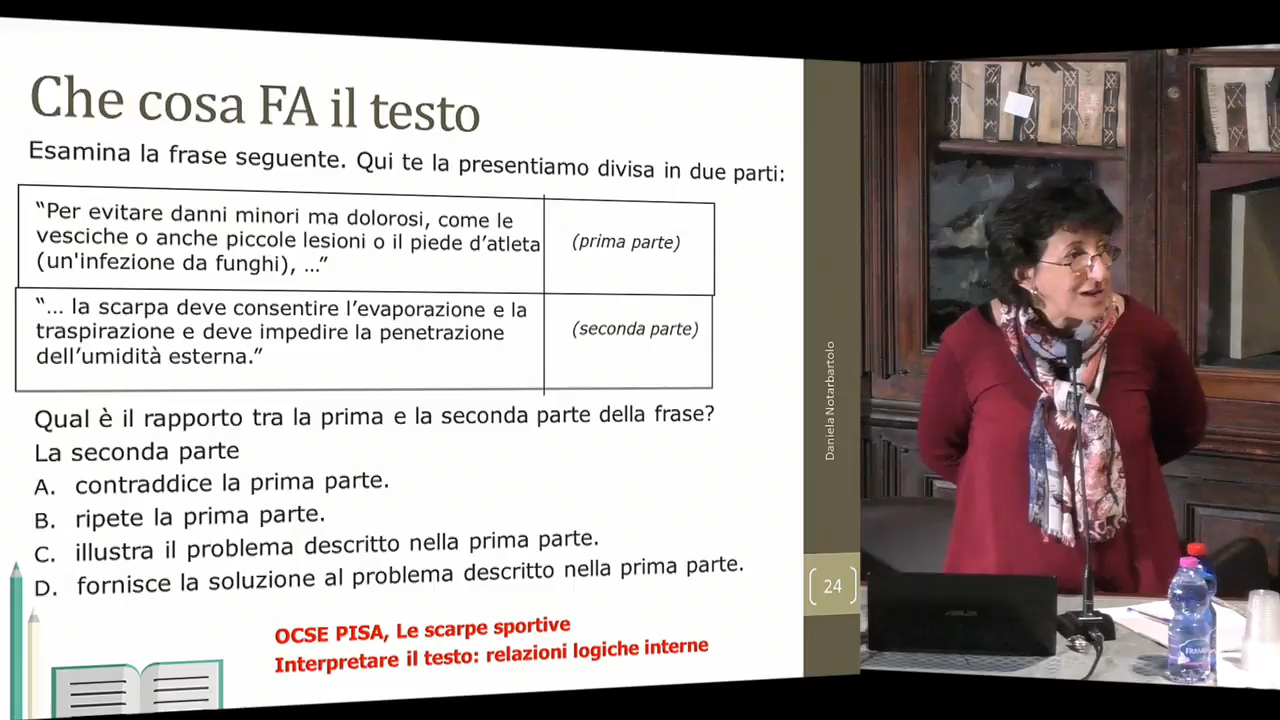 Che cosa FA il testo
Esamina la frase seguente. Qui te la presentiamo divisa in due parti:
“Per evitare danni minori ma dolorosi, come le
vesciche o anche piccole lesioni o il piede d’atleta
(un'infezione da funghi), …”
(prima parte)
“… la scarpa deve consentire l’evaporazione e la
traspirazione e deve impedire la penetrazione
dell’umidità esterna.”
(seconda parte)
Qual è il rapporto tra la prima e la seconda parte della frase?
La seconda parte
A. contraddice la prima parte.
B. ripete la prima parte.
C. illustra il problema descritto nella prima parte.
D. fornisce la soluzione al problema descritto nella prima parte.
OCSE PISA, Le scarpe sportive
Interpretare il testo: relazioni logiche interne
Daniela Notarbartolo
24
ASUS